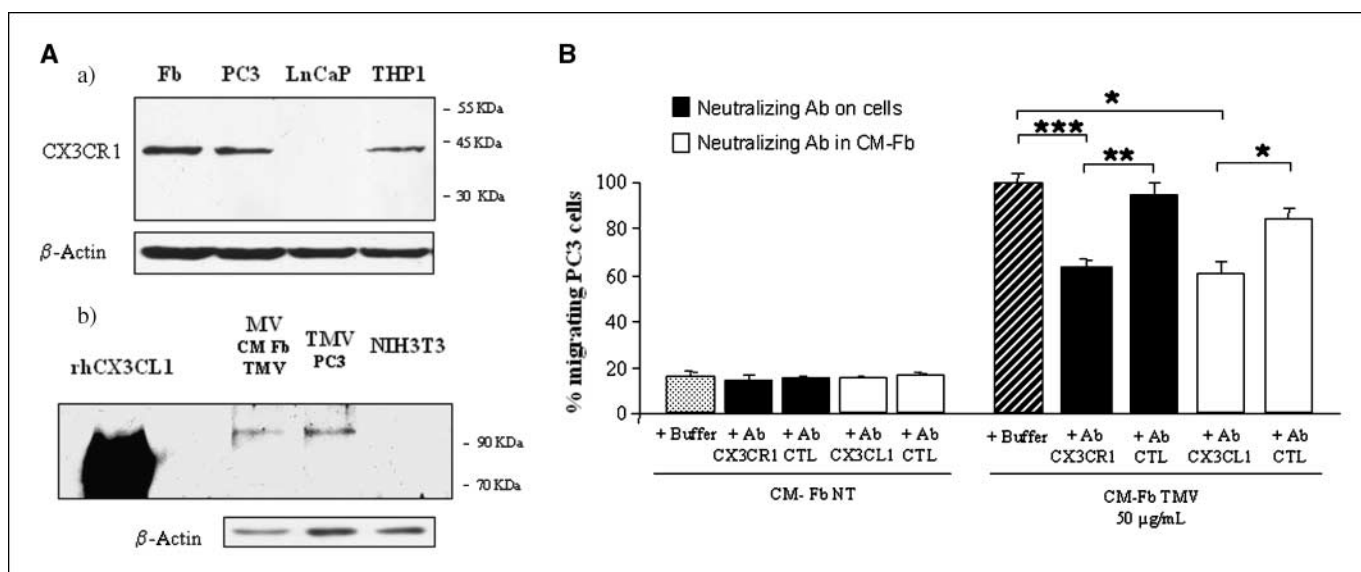 A
a)
Fb PC3 LnCaP THP1
- 55 KDa
CX3CR1
- 45 KDa
- 30 KDa
β-Actin
b)
rhCX3CL1
MV
CM Fb
TMV
TMV
PC3
NIH3T3
- 90 KDa
- 70 KDa
β-Actin
B
Neutralizing Ab on cells
Neutralizing Ab in CM-Fb
*
***
**
*
% migrating PC3 cells
100
80
60
40
20
0
+ Buffer
+ Ab
CX3CR1
+ Ab
CTL
+ Ab
CX3CL1
+ Ab
CTL
CM- Fb NT
+ Buffer
+ Ab
CX3CR1
+ Ab
CTL
+ Ab
CX3CL1
+ Ab
CTL
CM-Fb TMV
50 µg/mL